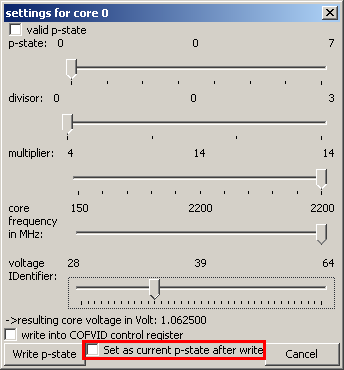 settings for core 0
valid p-state
p-state: 0 0 7
divisor: 0 0 3
multiplier: 4 14 14
core 150 2200 2200
frequency
in MHz:
voltage 28 39 64
IDentifier:
->resulting core voltage in Volt: 1.062500
write into COFVID control register
Write p-state Set as current p-state after write Cancel